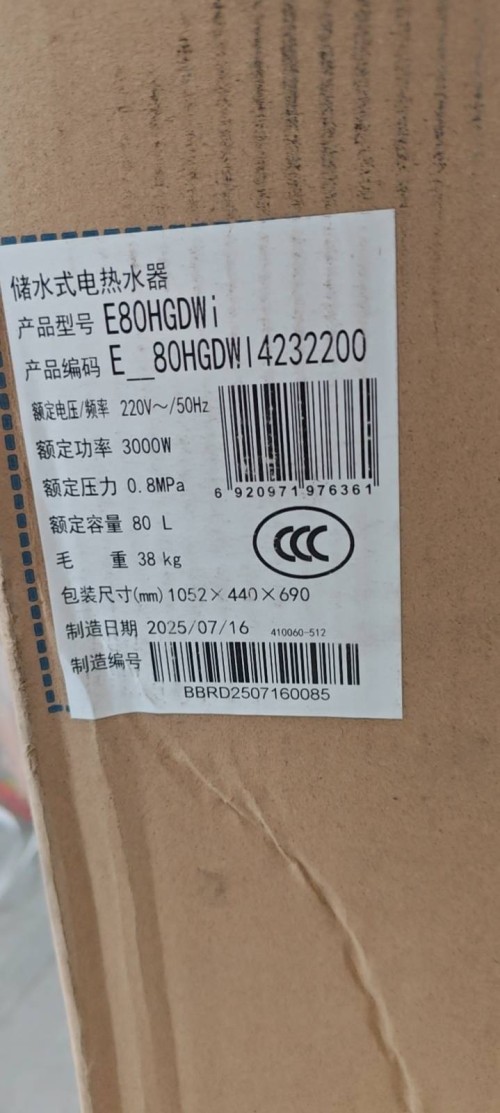 储水式电热水器
产品型号 E80HGDWi
产品编码 E__80HGDWI4232200
额定电压/频率 220V～/50Hz
额定功率 3000W
额定压力 0.8MPa
6 920971 976361
额定容量 80 L
CCC
毛 重 38 kg
包装尺寸(mm) 1052×440×690
制造日期 2025/07/16 410060-512
制造编号
BBRD2507160085